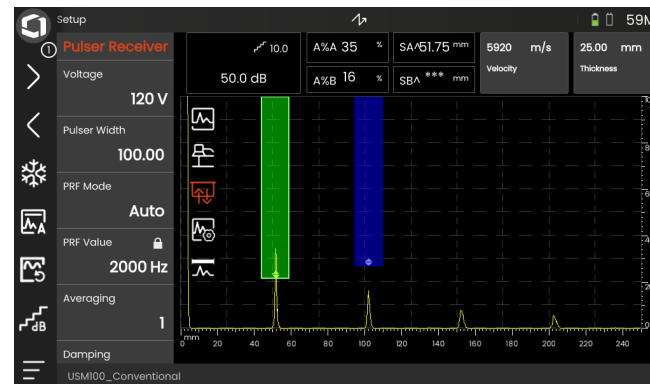 Setup
59M
1
Pulser Receiver
10.0
50.0 dB
A%A 35 %
A%B 16 %
SA^51.75 mm
SB^ *** mm
5920 m/s
Velocity
25.00 mm
Thickness
Voltage
120 V
Pulser Width
100.00
PRF Mode
Auto
PRF Value
2000 Hz
Averaging
1
Damping
A
dB
mm
0 20 40 60 80 100 120 140 160 180 200 220 240
USM100_Conventional